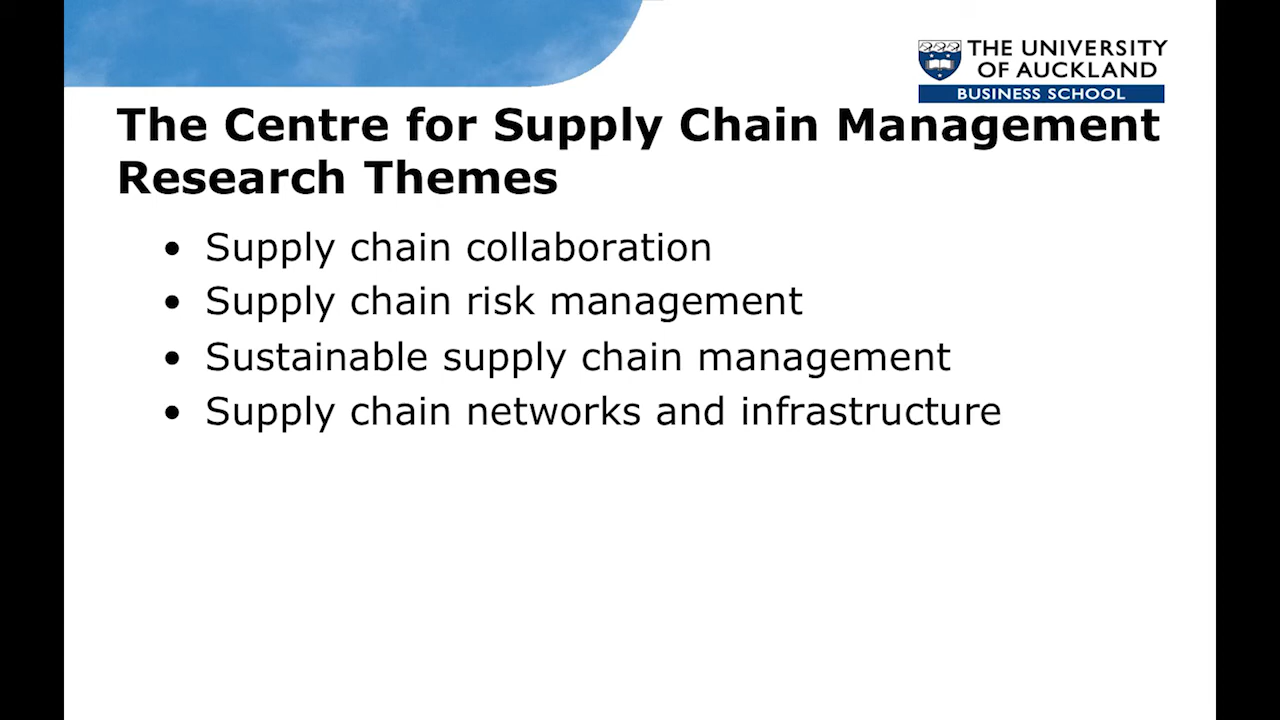 THE UNIVERSITY
OF AUCKLAND
BUSINESS SCHOOL
The Centre for Supply Chain Management
Research Themes
• Supply chain collaboration
• Supply chain risk management
• Sustainable supply chain management
• Supply chain networks and infrastructure